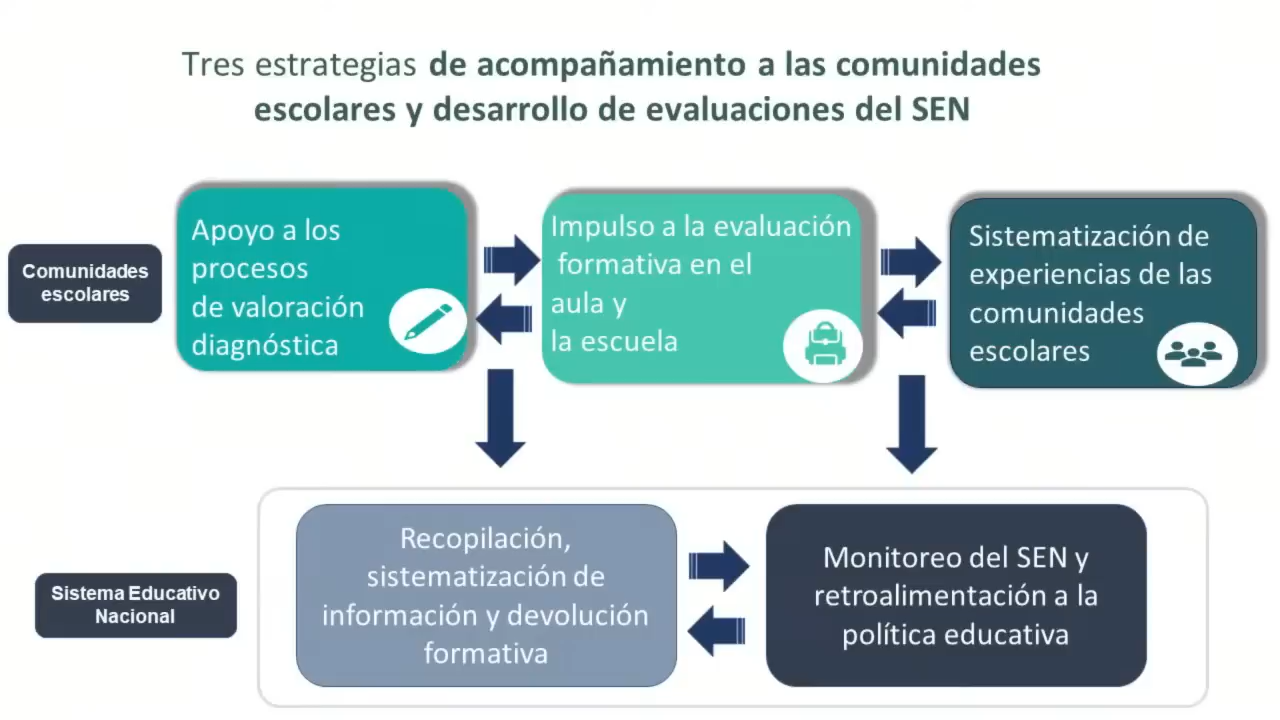 Tres estrategias de acompañamiento a las comunidades
escolares y desarrollo de evaluaciones del SEN
Comunidades
escolares
Apoyo a los
procesos
de valoración
diagnóstica
Impulso a la evaluación
formativa en el
aula y
la escuela
Sistematización de
experiencias de las
comunidades
escolares
Sistema Educativo
Nacional
Recopilación,
sistematización de
información y devolución
formativa
Monitoreo del SEN y
retroalimentación a la
política educativa